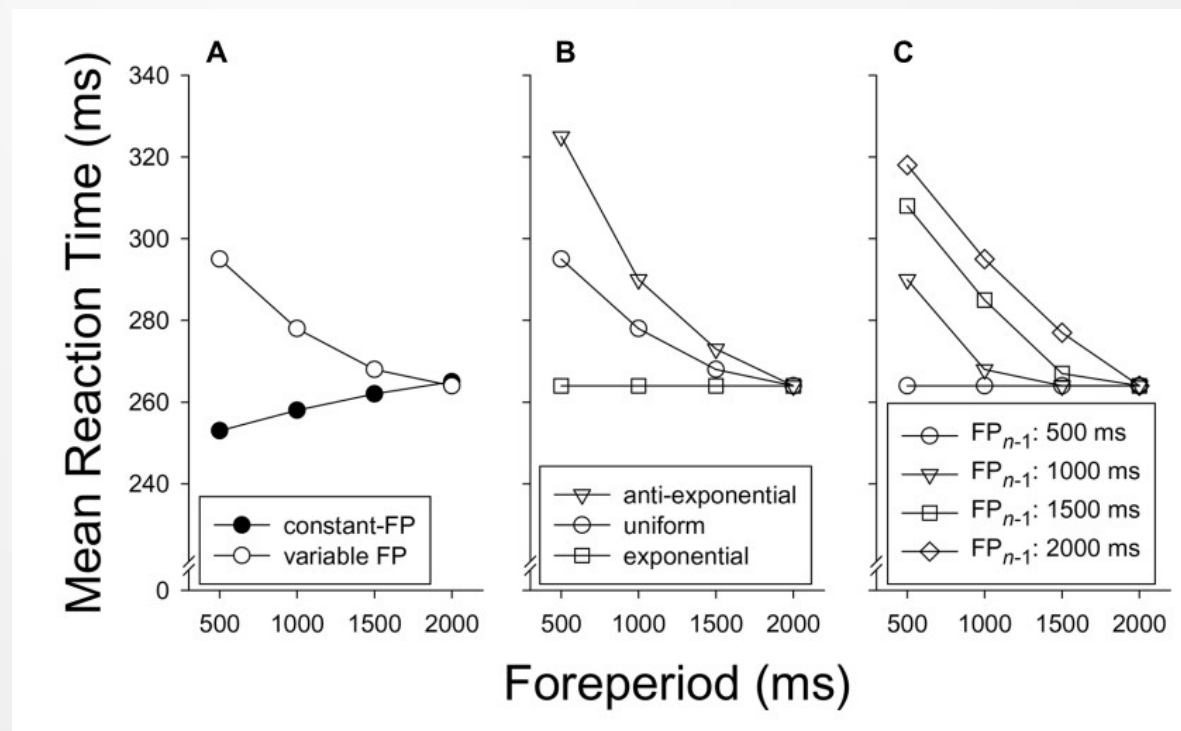 Mean Reaction Time (ms)
A
340
320
300
280
260
240
0
constant-FP
variable FP
500 1000 1500 2000
B
anti-exponential
uniform
exponential
500 1000 1500 2000
C
FPn-1: 500 ms
FPn-1: 1000 ms
FPn-1: 1500 ms
FPn-1: 2000 ms
500 1000 1500 2000
Foreperiod (ms)